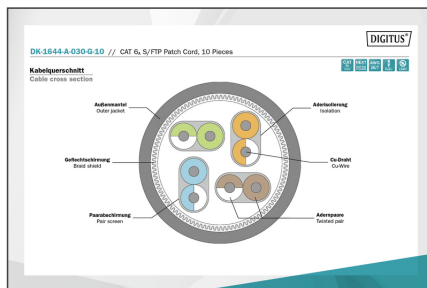 DIGITUS®
DK-1644-A-030-G-10 // CAT 6A S/FTP Patch Cord, 10 Pieces
Kabelquerschnitt
Cable cross section
Außenmantel
Outer jacket
Aderisolierung
Isolation
Geflechtschirmung
Braid shield
Cu-Draht
Cu-Wire
Paarabschirmung
Pair screen
Adernpaare
Twisted pair